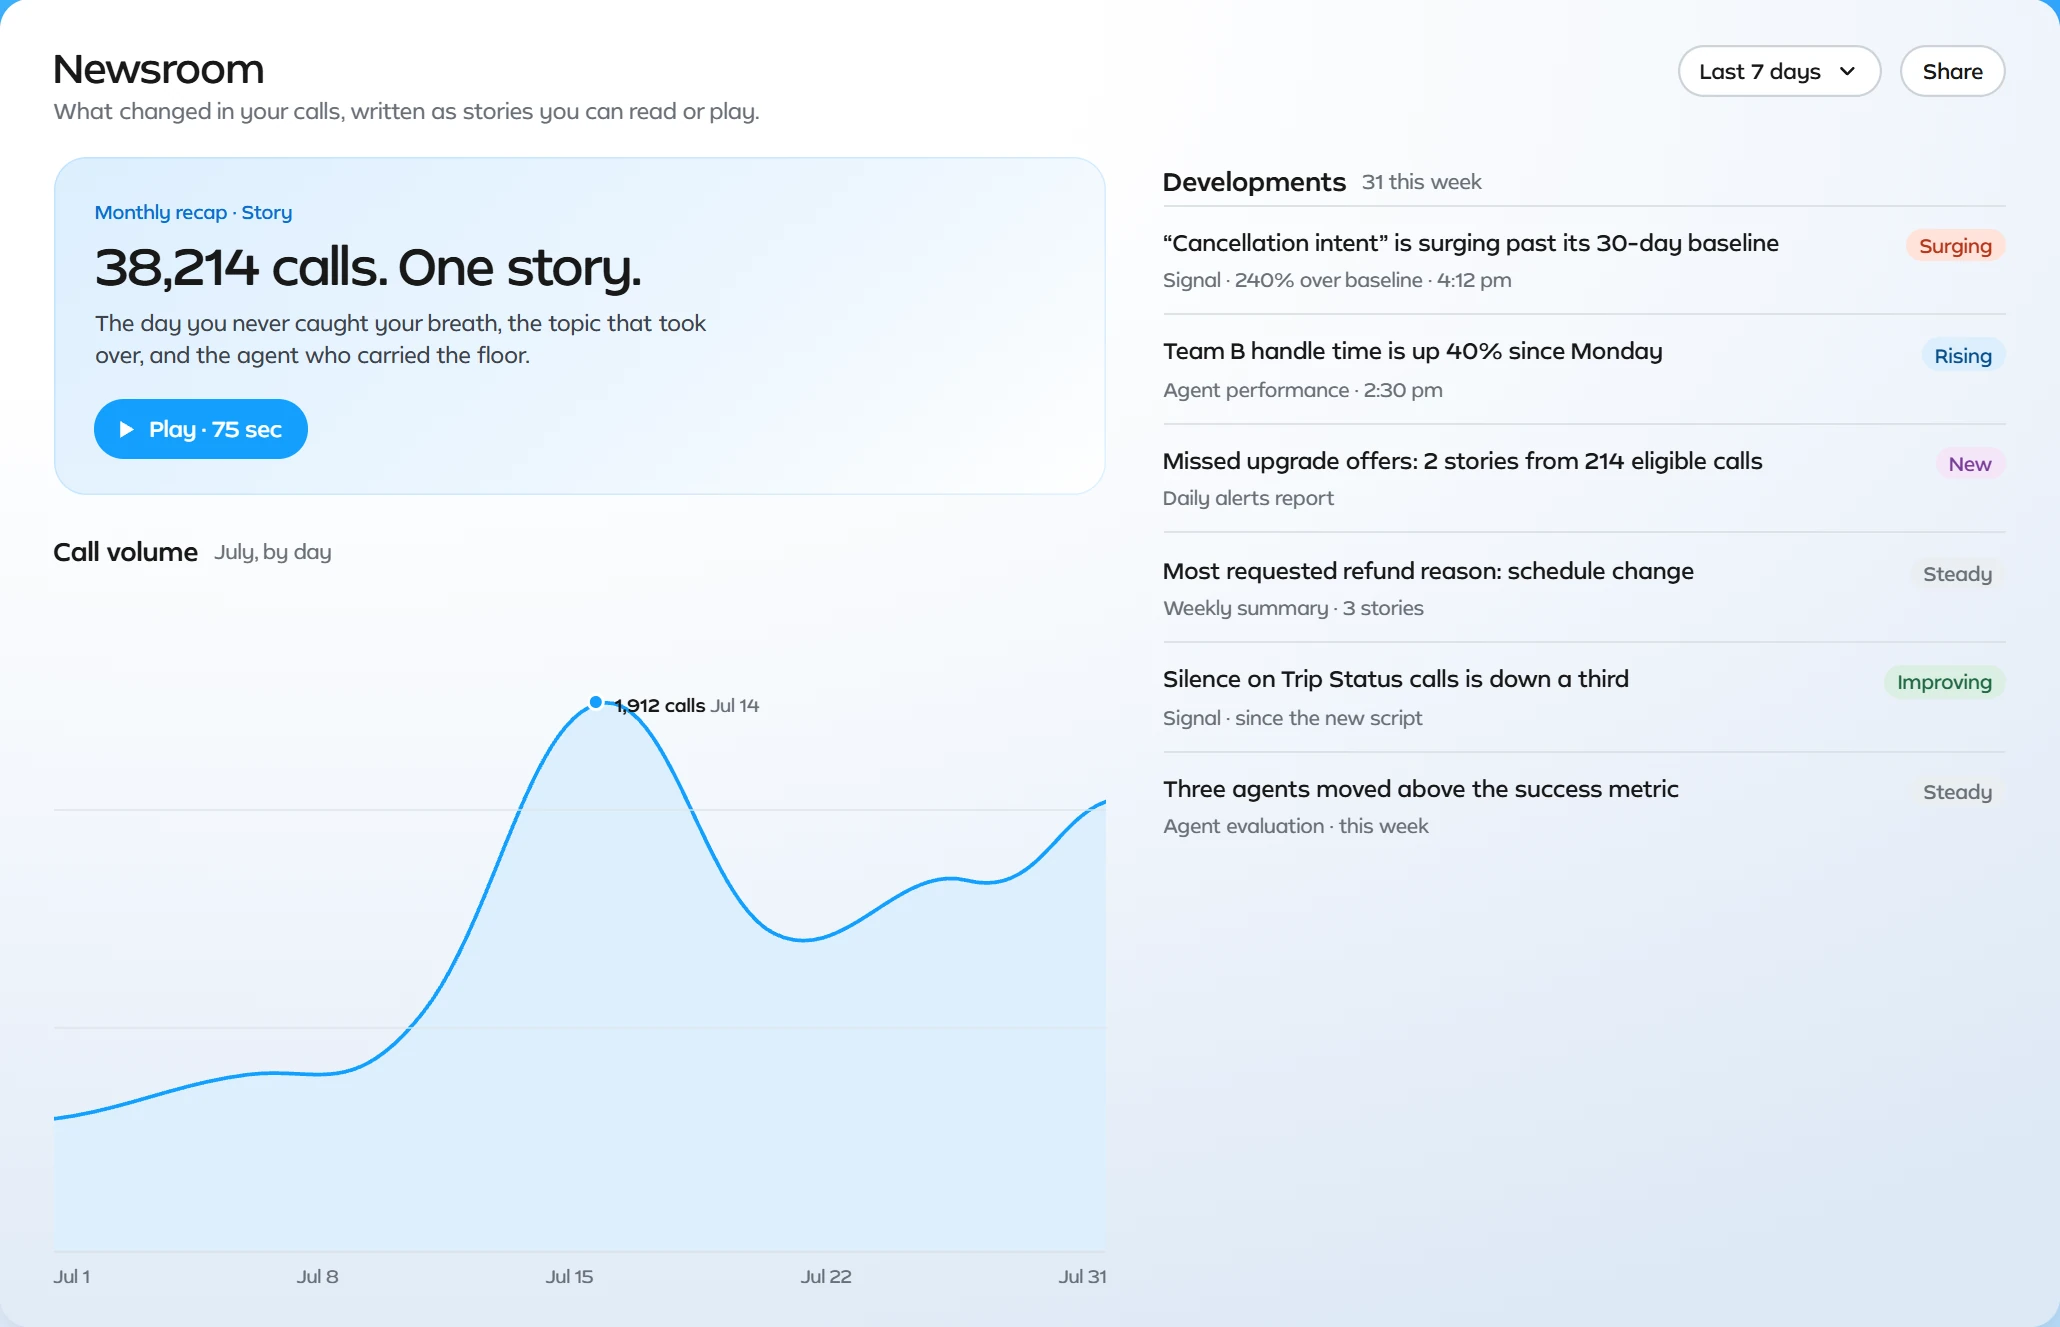 Newsroom
What changed in your calls, written as stories you can read or play.
Last 7 days
Share
Monthly recap · Story
38,214 calls. One story.
The day you never caught your breath, the topic that took
over, and the agent who carried the floor.
Play · 75 sec
Call volume July, by day
1,912 calls Jul 14
Jul 1
Jul 8
Jul 15
Jul 22
Jul 31
Developments 31 this week
“Cancellation intent” is surging past its 30-day baseline
Surging
Signal · 240% over baseline · 4:12 pm
Team B handle time is up 40% since Monday
Rising
Agent performance · 2:30 pm
Missed upgrade offers: 2 stories from 214 eligible calls
New
Daily alerts report
Most requested refund reason: schedule change
Steady
Weekly summary · 3 stories
Silence on Trip Status calls is down a third
Improving
Signal · since the new script
Three agents moved above the success metric
Steady
Agent evaluation · this week